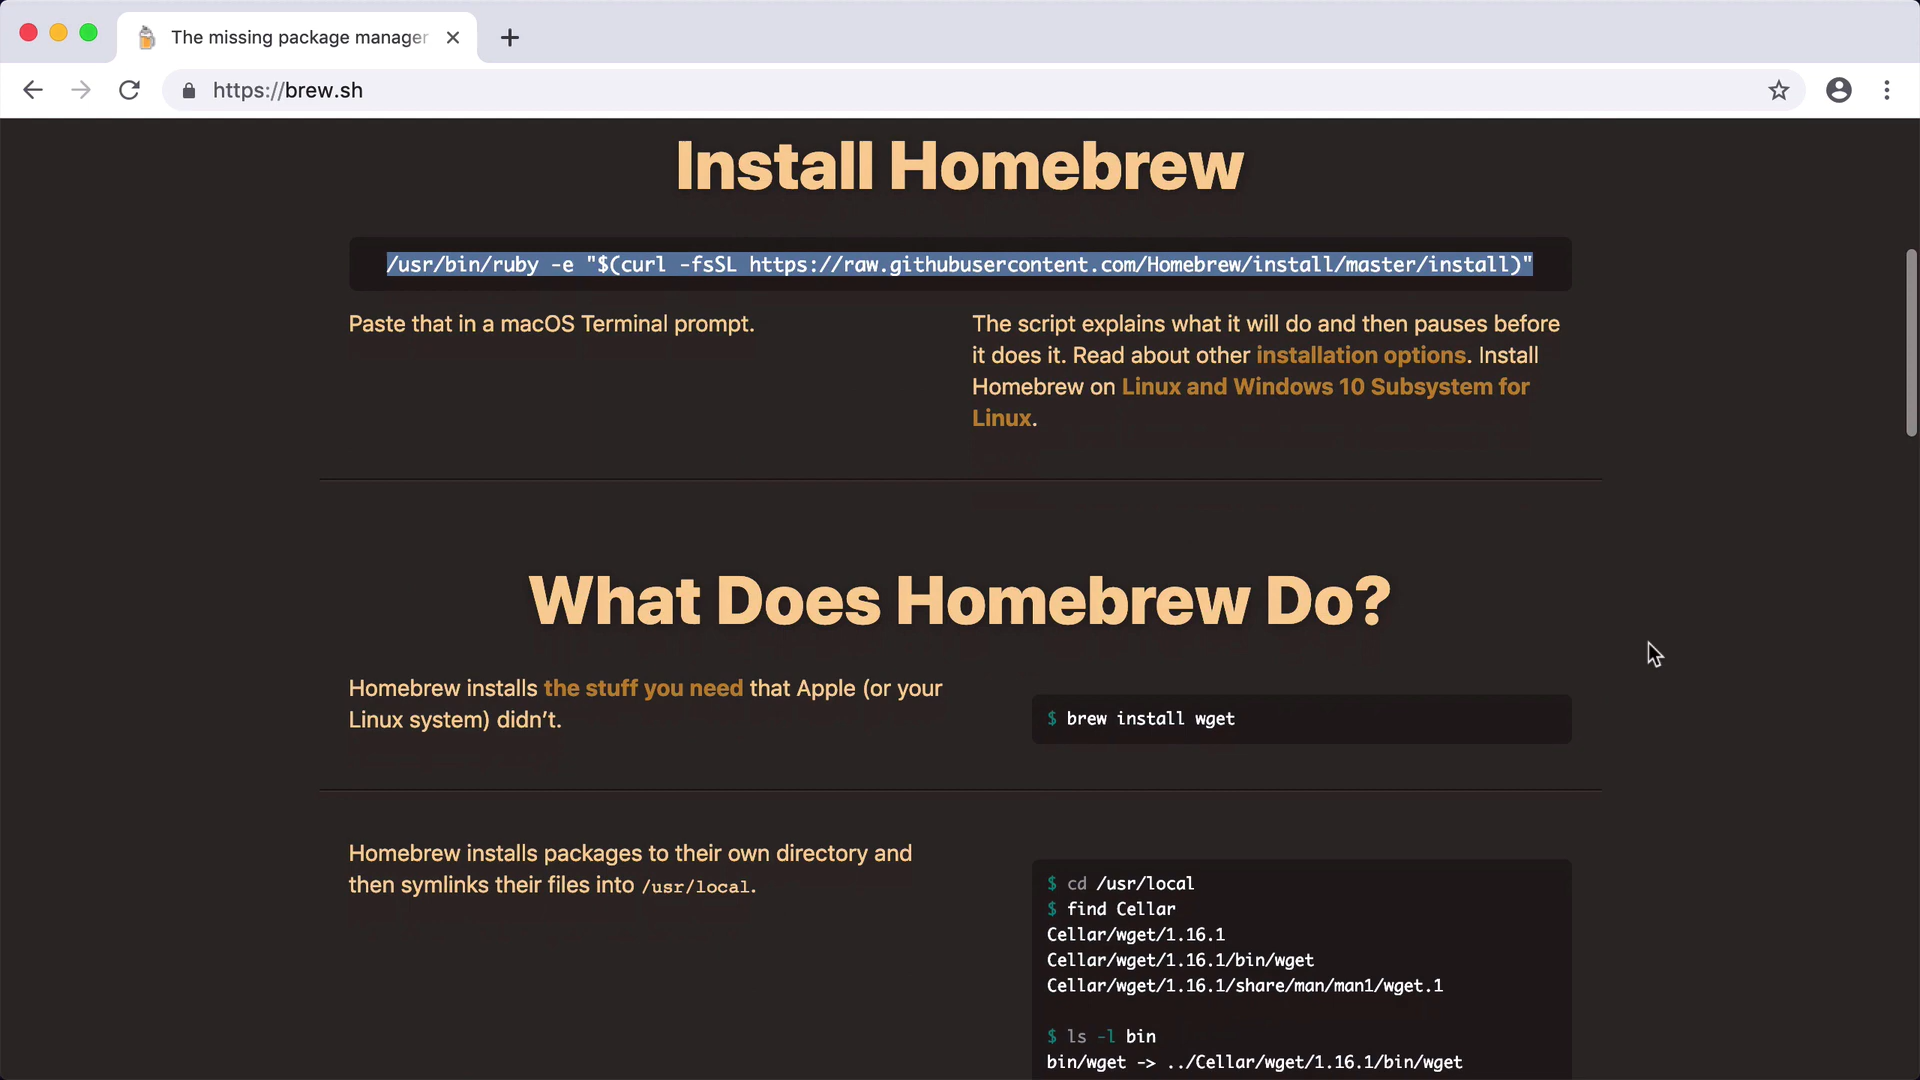 The missing package manager
https://brew.sh
Install Homebrew
/usr/bin/ruby -e "$(curl -fsSL https://raw.githubusercontent.com/Homebrew/install/master/install)"
Paste that in a macOS Terminal prompt.
The script explains what it will do and then pauses before
it does it. Read about other installation options. Install
Homebrew on Linux and Windows 10 Subsystem for
Linux.
What Does Homebrew Do?
Homebrew installs the stuff you need that Apple (or your
Linux system) didn’t.
$ brew install wget
Homebrew installs packages to their own directory and
then symlinks their files into /usr/local.
$ cd /usr/local
$ find Cellar
Cellar/wget/1.16.1
Cellar/wget/1.16.1/bin/wget
Cellar/wget/1.16.1/share/man/man1/wget.1
$ ls -l bin
bin/wget -> ../Cellar/wget/1.16.1/bin/wget